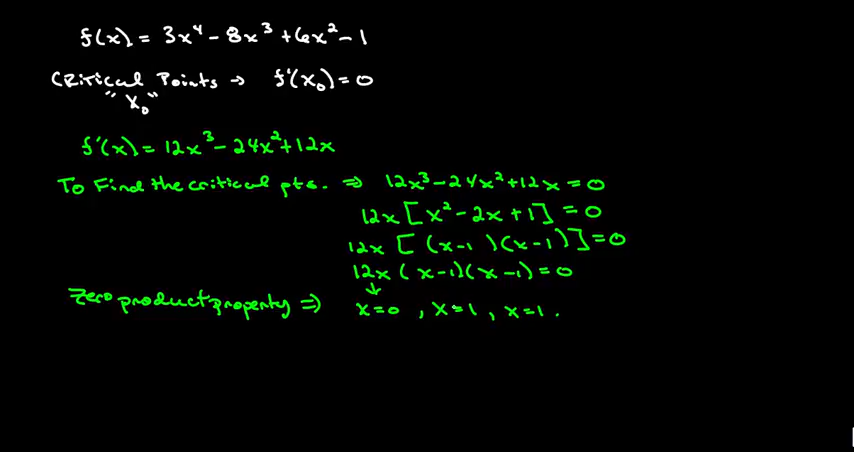 f(x) = 3x⁴ - 8x³ + 6x² - 1
Critical Points → f'(x₀) = 0
"x₀"
f'(x) = 12x³ - 24x² + 12x
To Find the critical pts. ⇒ 12x³ - 24x² + 12x = 0
12x [x² - 2x + 1] = 0
12x [(x-1)(x-1)] = 0
12x (x-1)(x-1) = 0
↓
Zero product property ⇒ x=0, x=1, x=1.